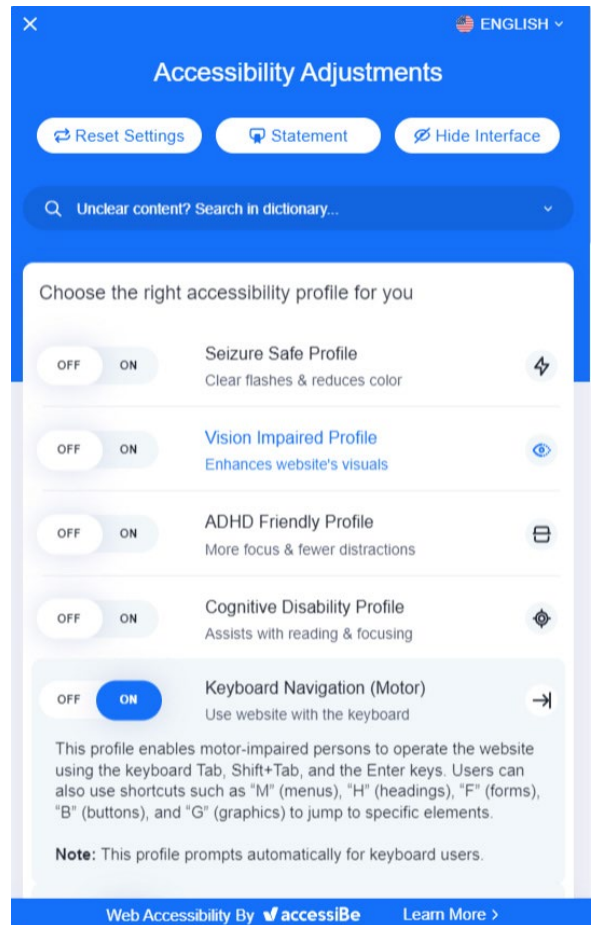 ENGLISH
Accessibility Adjustments
Reset Settings
Statement
Hide Interface
Unclear content? Search in dictionary...
Choose the right accessibility profile for you
OFF ON
Seizure Safe Profile
Clear flashes & reduces color
OFF ON
Vision Impaired Profile
Enhances website's visuals
OFF ON
ADHD Friendly Profile
More focus & fewer distractions
OFF ON
Cognitive Disability Profile
Assists with reading & focusing
OFF ON
Keyboard Navigation (Motor)
Use website with the keyboard
This profile enables motor-impaired persons to operate the website
using the keyboard Tab, Shift+Tab, and the Enter keys. Users can
also use shortcuts such as “M” (menus), “H” (headings), “F” (forms),
“B” (buttons), and “G” (graphics) to jump to specific elements.
Note: This profile prompts automatically for keyboard users.
Web Accessibility By accessiBe Learn More >